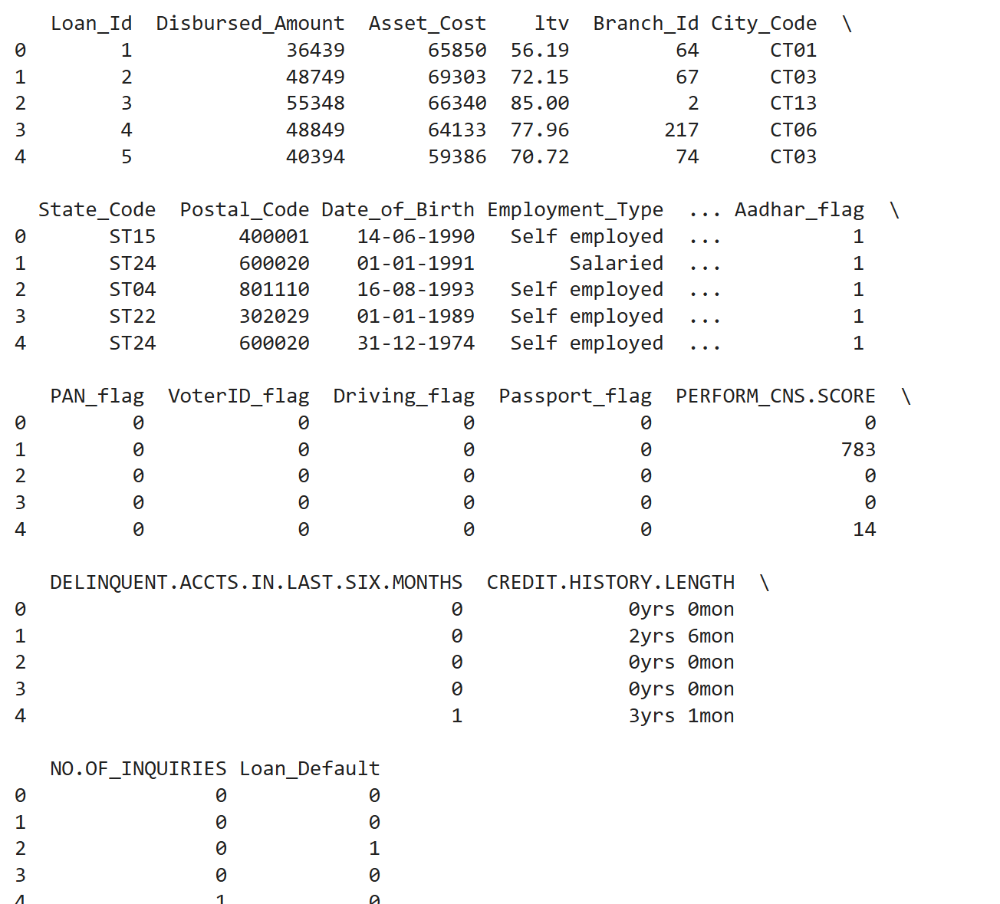 Loan_Id Disbursed_Amount Asset_Cost ltv Branch_Id City_Code \
0 1 36439 65850 56.19 64 CT01
1 2 48749 69303 72.15 67 CT03
2 3 55348 66340 85.00 2 CT13
3 4 48849 64133 77.96 217 CT06
4 5 40394 59386 70.72 74 CT03
State_Code Postal_Code Date_of_Birth Employment_Type ... Aadhar_flag \
0 ST15 400001 14-06-1990 Self employed ... 1
1 ST24 600020 01-01-1991 Salaried ... 1
2 ST04 801110 16-08-1993 Self employed ... 1
3 ST22 302029 01-01-1989 Self employed ... 1
4 ST24 600020 31-12-1974 Self employed ... 1
PAN_flag VoterID_flag Driving_flag Passport_flag PERFORM_CNS.SCORE \
0 0 0 0 0 0
1 0 0 0 0 783
2 0 0 0 0 0
3 0 0 0 0 0
4 0 0 0 0 14
DELINQUENT.ACCTS.IN.LAST.SIX.MONTHS CREDIT.HISTORY.LENGTH \
0 0 0yrs 0mon
1 0 2yrs 6mon
2 0 0yrs 0mon
3 0 0yrs 0mon
4 1 3yrs 1mon
NO.OF_INQUIRIES Loan_Default
0 0 0
1 0 0
2 0 1
3 0 0
4 1 0